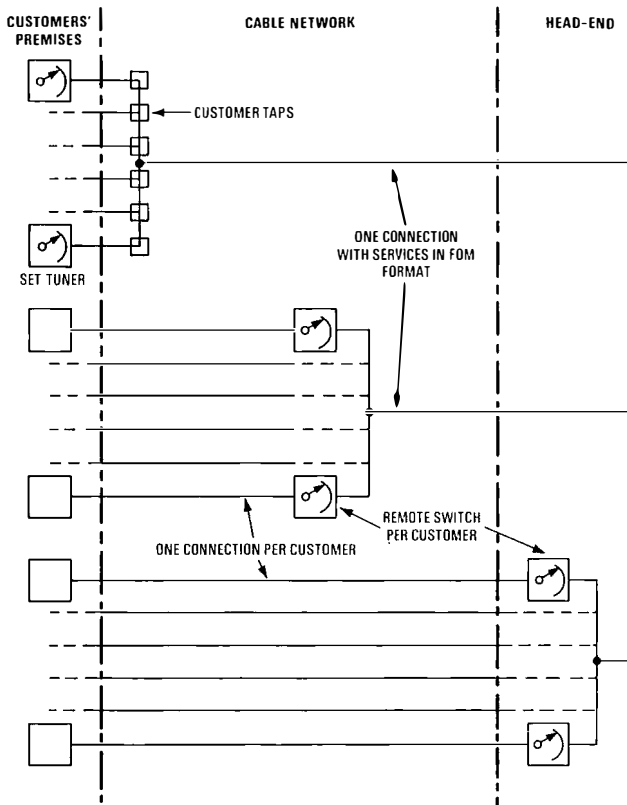 CUSTOMERS' PREMISES
CABLE NETWORK
HEAD-END
CUSTOMER TAPS
ONE CONNECTION
WITH SERVICES IN FOM
FORMAT
SET TUNER
REMOTE SWITCH
PER CUSTOMER
ONE CONNECTION PER CUSTOMER